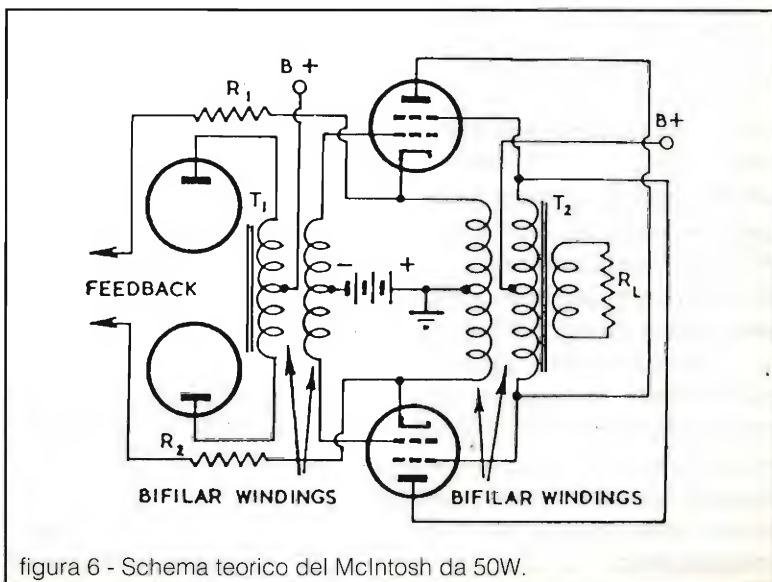 B +
R1
B+
T1
T2
- +
FEEDBACK
RL
R2
BIFILAR WINDINGS
BIFILAR WINDINGS
figura 6 - Schema teorico del McIntosh da 50W.